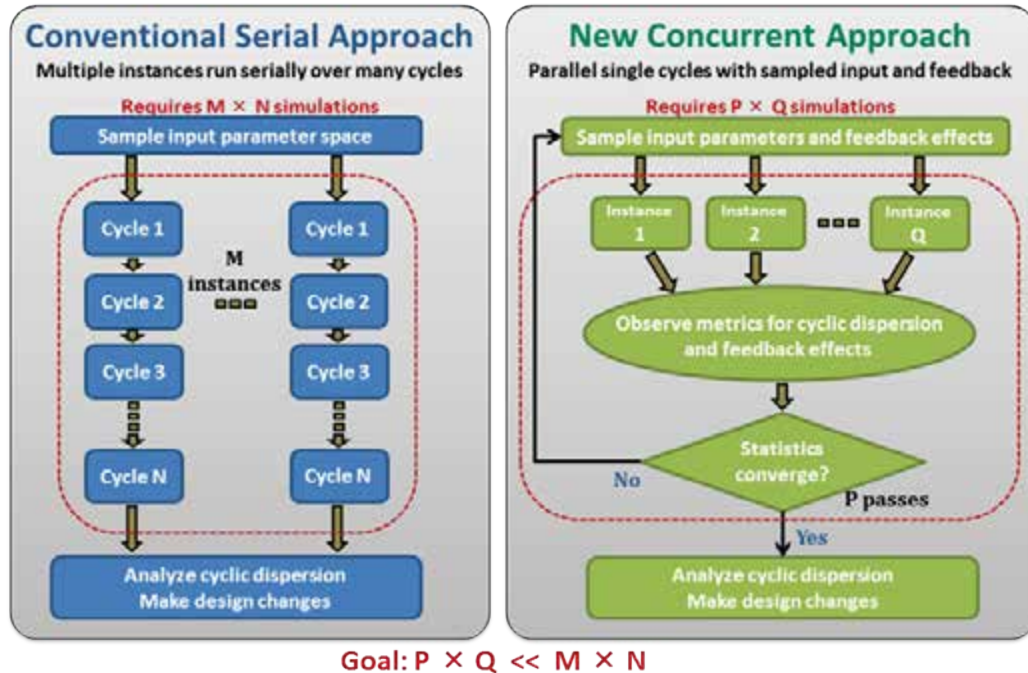 Conventional Serial Approach
Multiple instances run serially over many cycles
Requires M × N simulations
Sample input parameter space
Cycle 1
Cycle 1
M
instances
Cycle 2
Cycle 2
Cycle 3
Cycle 3
Cycle N
Cycle N
Analyze cyclic dispersion
Make design changes
New Concurrent Approach
Parallel single cycles with sampled input and feedback
Requires P × Q simulations
Sample input parameters and feedback effects
Instance
1
Instance
2
Instance
Q
Observe metrics for cyclic dispersion
and feedback effects
Statistics
converge?
No
P passes
Yes
Analyze cyclic dispersion
Make design changes
Goal: P × Q << M × N